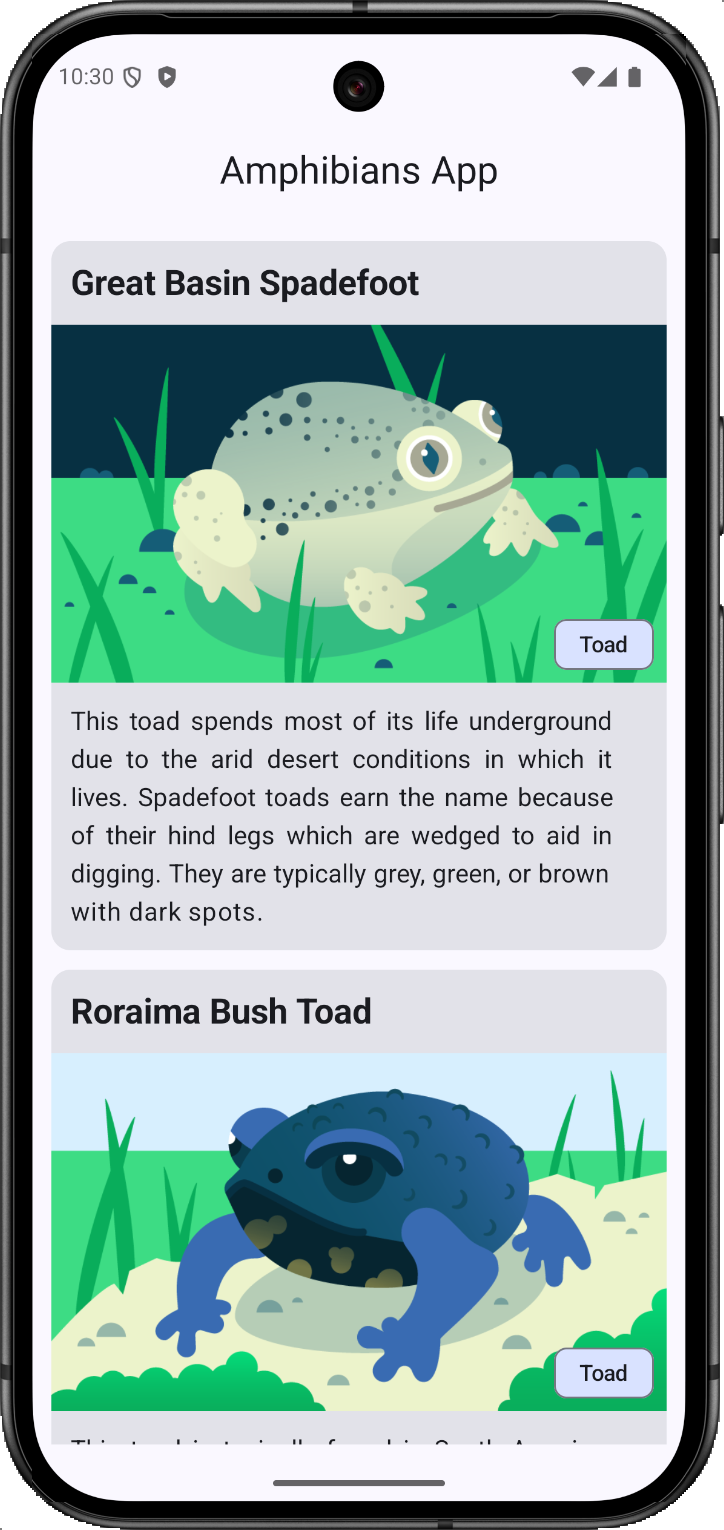 10:30
Amphibians App
Great Basin Spadefoot
Toad
This toad spends most of its life underground
due to the arid desert conditions in which it
lives. Spadefoot toads earn the name because
of their hind legs which are wedged to aid in
digging. They are typically grey, green, or brown
with dark spots.
Roraima Bush Toad
Toad